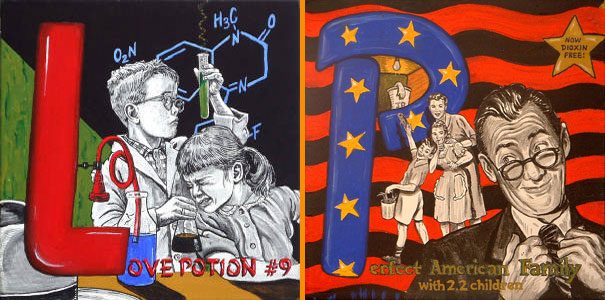 H₃C
O
N
O₂N
N
F
LOVE POTION #9
NOW
DIOXIN
FREE!
Perfect American Family
with 2.2 children